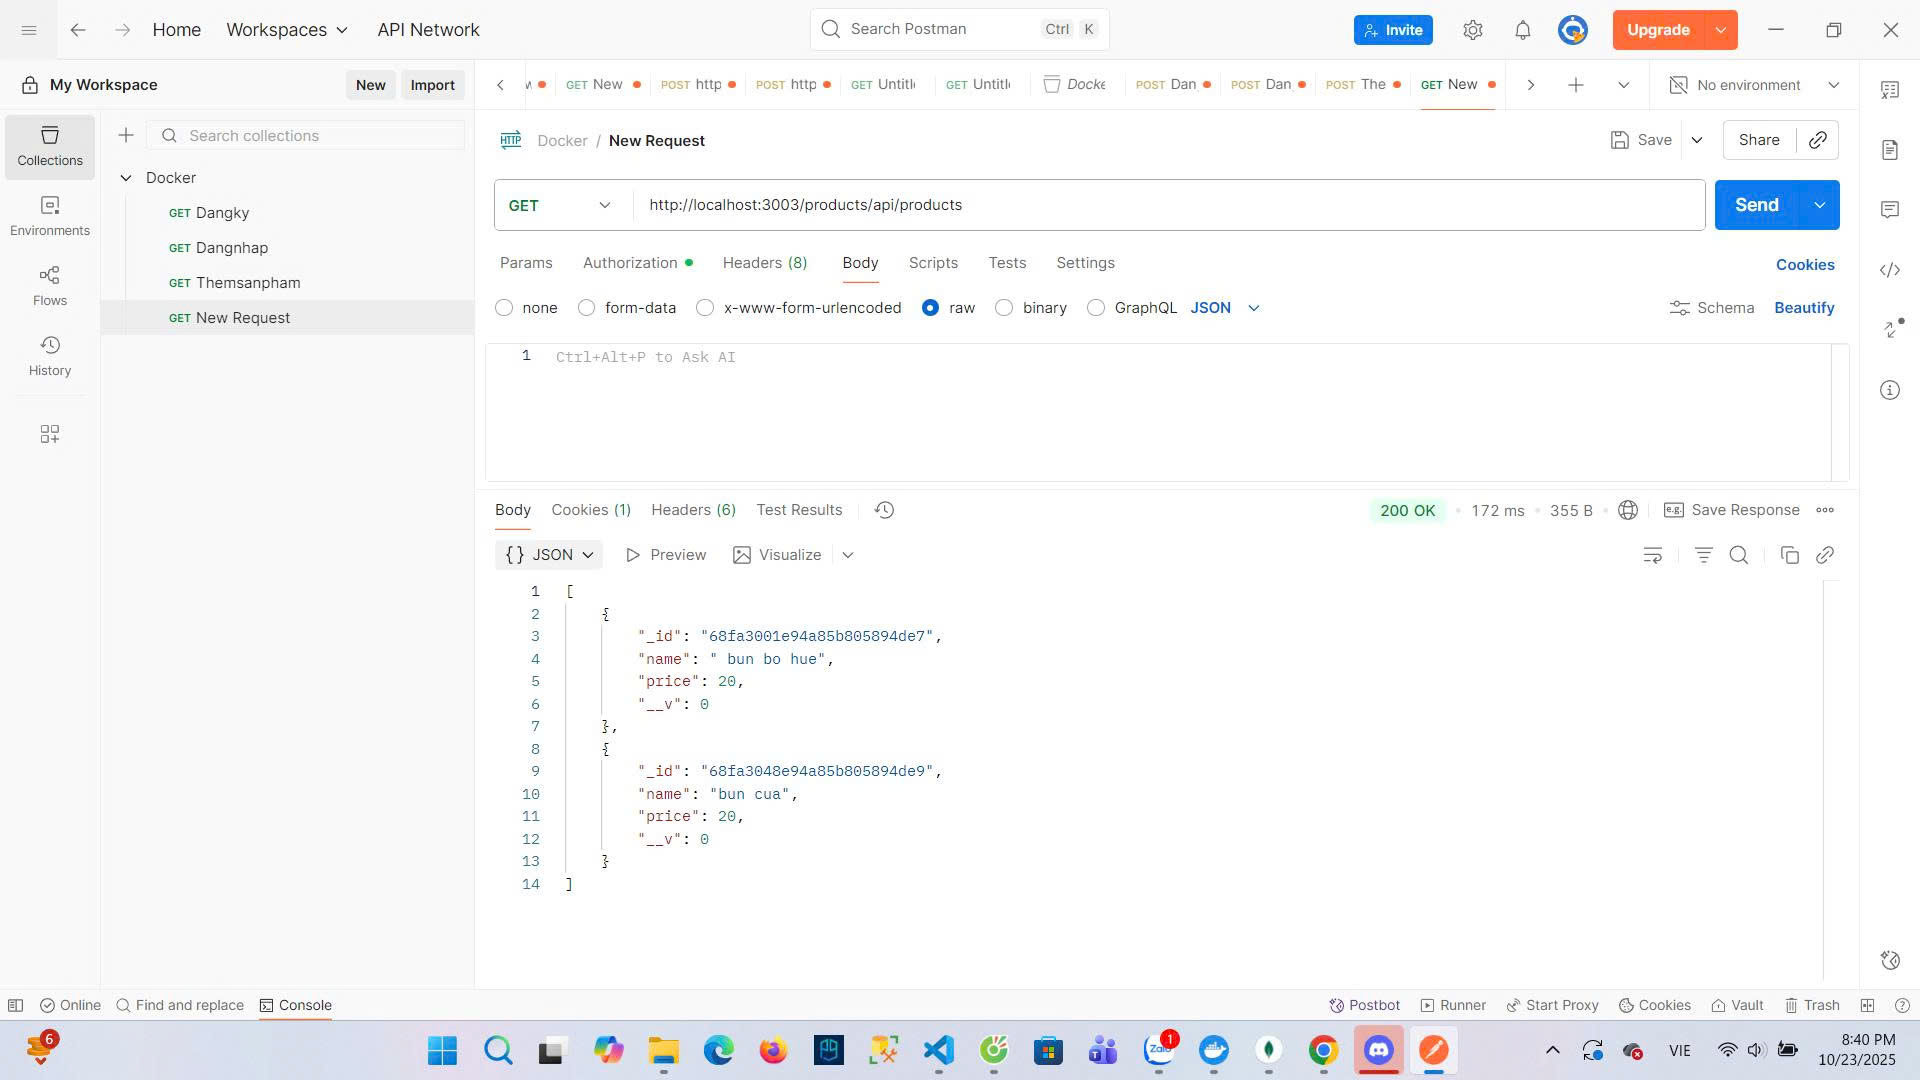 Home
Workspaces
API Network
Search Postman
Ctrl K
Invite
Upgrade
My Workspace
New
Import
GET New
POST http
POST http
GET Untitl
GET Untitl
Docke
POST Dan
POST Dan
POST The
GET New
No environment
Collections
Environments
Flows
History
Search collections
Docker
GET Dangky
GET Dangnhap
GET Themsanpham
GET New Request
HTTP Docker / New Request
Save
Share
GET
http://localhost:3003/products/api/products
Send
Params
Authorization
Headers (8)
Body
Scripts
Tests
Settings
Cookies
none
form-data
x-www-form-urlencoded
raw
binary
GraphQL
JSON
Schema
Beautify
1 Ctrl+Alt+P to Ask AI
Body
Cookies (1)
Headers (6)
Test Results
200 OK
172 ms
355 B
e.g. Save Response
{} JSON
Preview
Visualize
1 [
2 {
3 "_id": "68fa3001e94a85b805894de7",
4 "name": " bun bo hue",
5 "price": 20,
6 "__v": 0
7 },
8 {
9 "_id": "68fa3048e94a85b805894de9",
10 "name": "bun cua",
11 "price": 20,
12 "__v": 0
13 }
14 ]
Online
Find and replace
Console
Postbot
Runner
Start Proxy
Cookies
Vault
Trash
6
Zalo
1
VIE
8:40 PM
10/23/2025